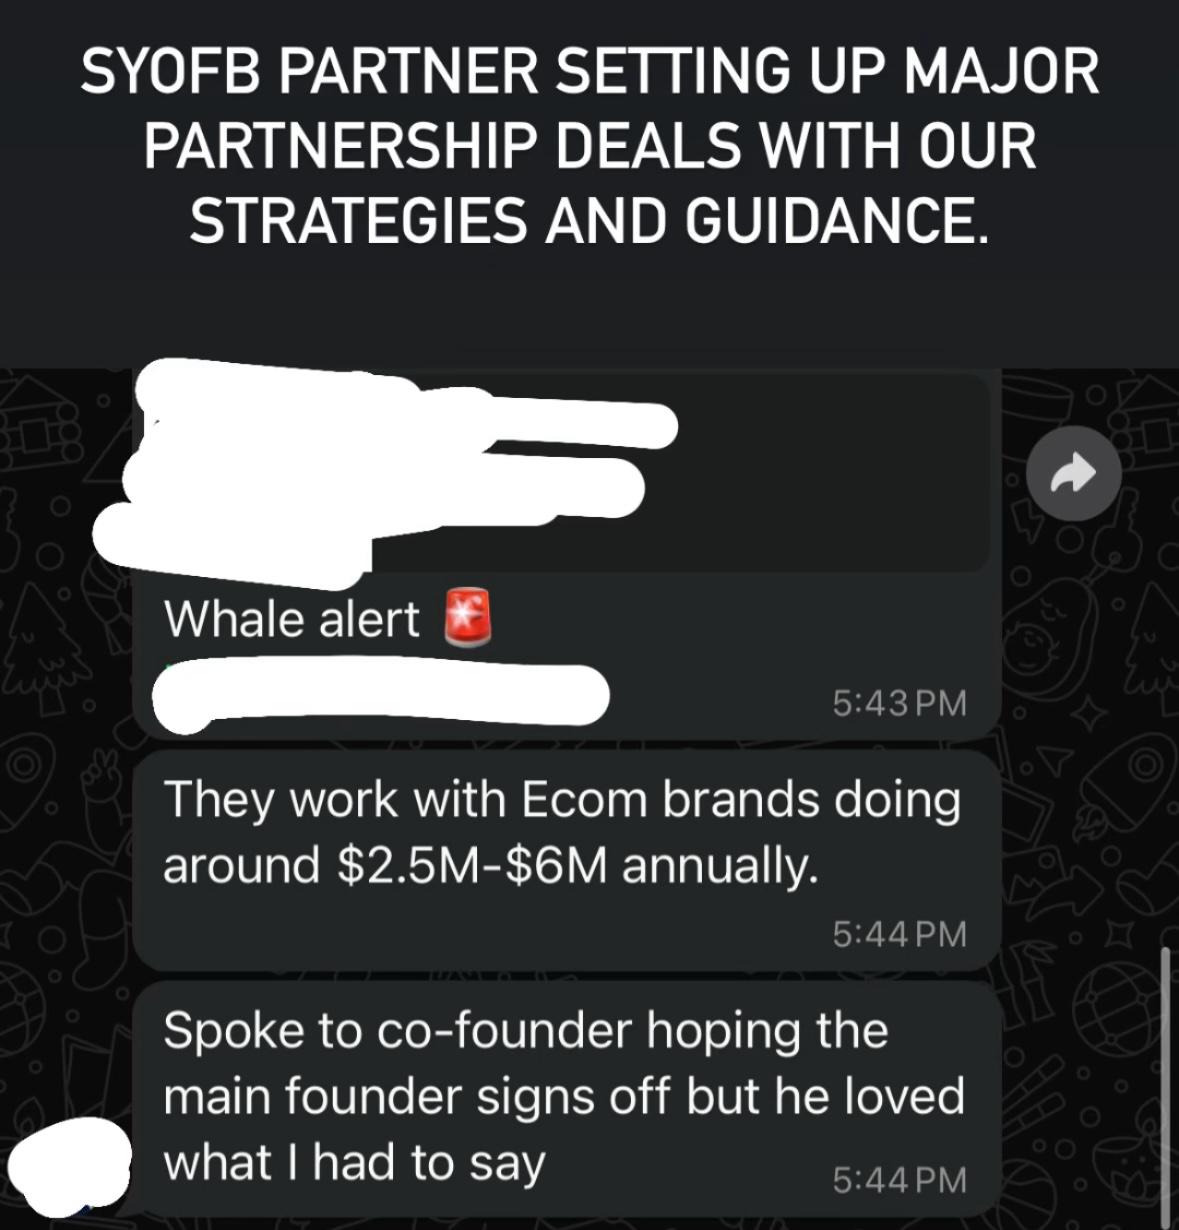 SYOFB PARTNER SETTING UP MAJOR
PARTNERSHIP DEALS WITH OUR
STRATEGIES AND GUIDANCE.
Whale alert 🚨
5:43 PM
They work with Ecom brands doing
around $2.5M-$6M annually.
5:44 PM
Spoke to co-founder hoping the
main founder signs off but he loved
what I had to say
5:44 PM